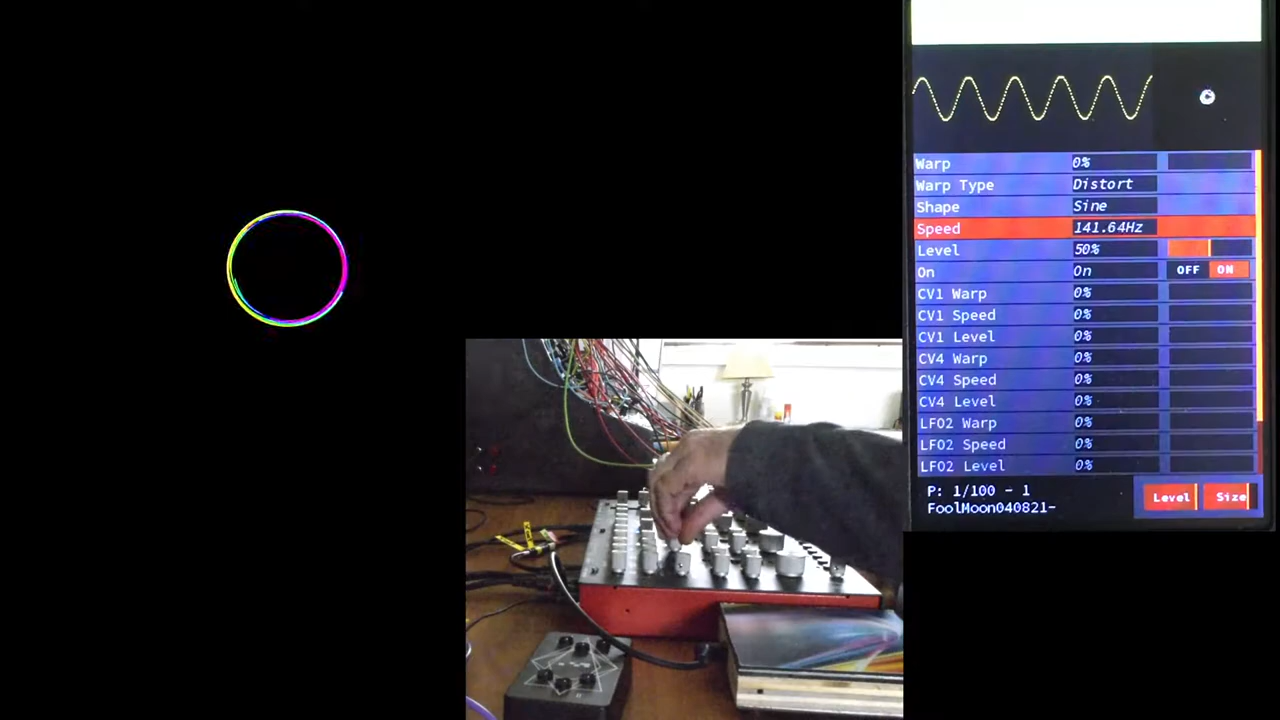 Warp 0%
Warp Type Distort
Shape Sine
Speed 141.64Hz
Level 50%
On On OFF ON
CV1 Warp 0%
CV1 Speed 0%
CV1 Level 0%
CV4 Warp 0%
CV4 Speed 0%
CV4 Level 0%
LFO2 Warp 0%
LFO2 Speed 0%
LFO2 Level 0%
P: 1/100 - 1 Level Size
FoolMoon040821-